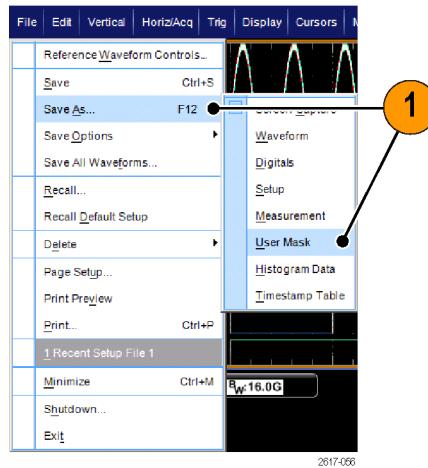 File Edit Vertical Horiz/Acq Trig Display Cursors
Reference Waveform Controls...
Save Ctrl+S
Save As... F12
Save Options
Save All Waveforms...
Recall...
Recall Default Setup
Delete
Page Setup...
Print Preview
Print... Ctrl+P
1 Recent Setup File 1
Minimize Ctrl+M
Shutdown...
Exit
1
Screen Capture
Waveform
Digitals
Setup
Measurement
User Mask
Histogram Data
Timestamp Table
BW:16.0G
2617-056